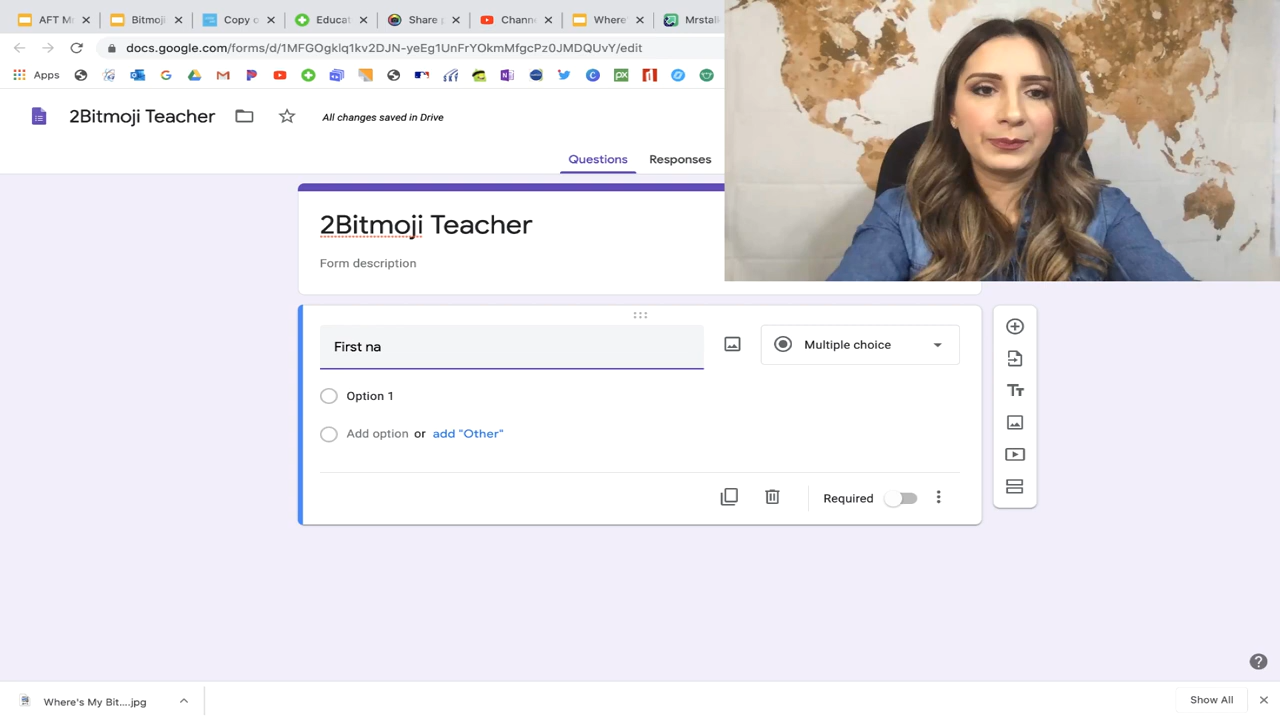 AFT M
Bitmoj
Copy o
Educat
Share p
Chann
Where'
Mrstalk
docs.google.com/forms/d/1MFGOgklq1kv2DJN-yeEg1UnFrYOkmMfgcPz0JMDQUvY/edit
Apps
2Bitmoji Teacher
All changes saved in Drive
Questions Responses
2Bitmoji Teacher
Form description
First na
Multiple choice
Option 1
Add option or add "Other"
Required
Where's My Bit....jpg
Show All